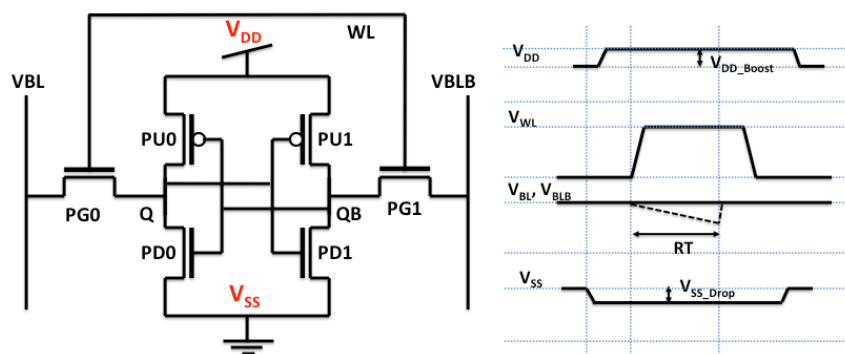 V_DD
WL
VBL
VBLB
PU0
PU1
PG0
Q
QB
PG1
PD0
PD1
V_SS
V_DD
V_DD_Boost
V_WL
V_BL, V_BLB
RT
V_SS
V_SS_Drop